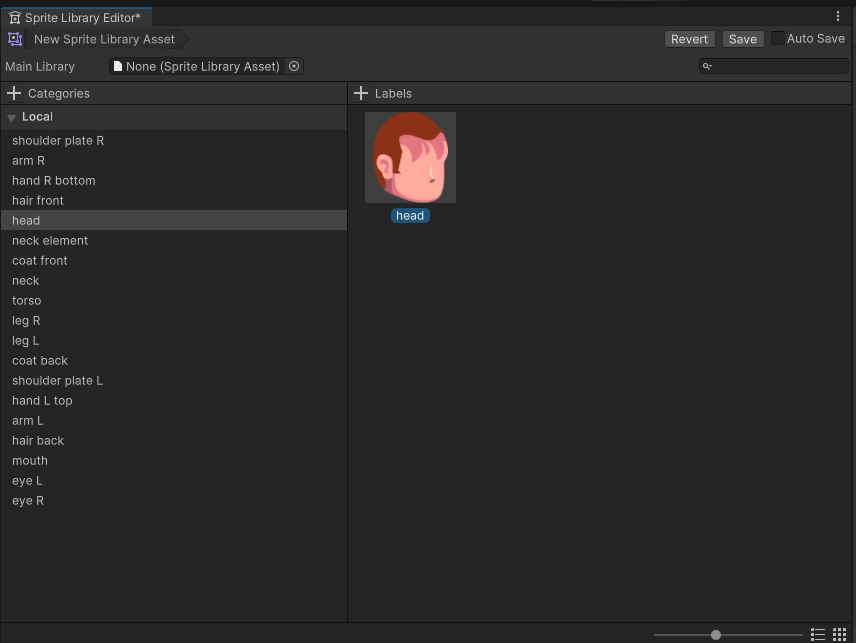 Sprite Library Editor*
New Sprite Library Asset
Revert
Save
Auto Save
Main Library
None (Sprite Library Asset)
Categories
Labels
Local
shoulder plate R
arm R
hand R bottom
hair front
head
neck element
coat front
neck
torso
leg R
leg L
coat back
shoulder plate L
hand L top
arm L
hair back
mouth
eye L
eye R
head